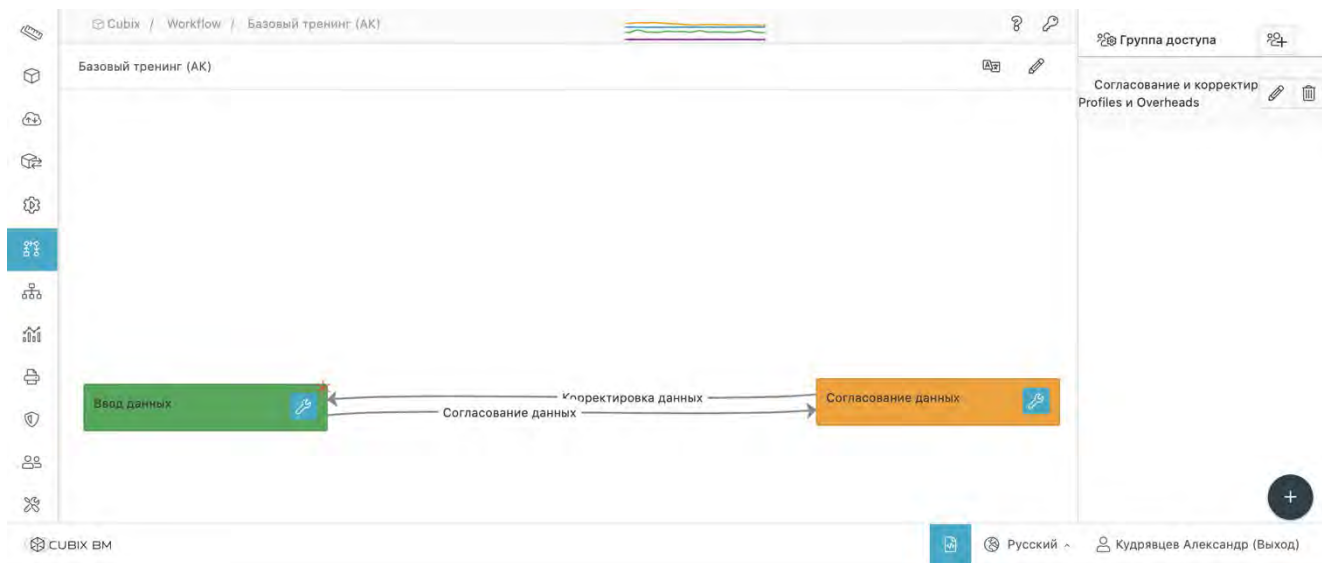 Cubix / Workflow / Базовый тренинг (АК)
Группа доступа
Базовый тренинг (АК)
Согласование и корректир
Profiles и Overheads
Ввод данных
Корректировка данных
Согласование данных
Согласование данных
CUBIX BM
Русский
Кудрявцев Александр (Выход)